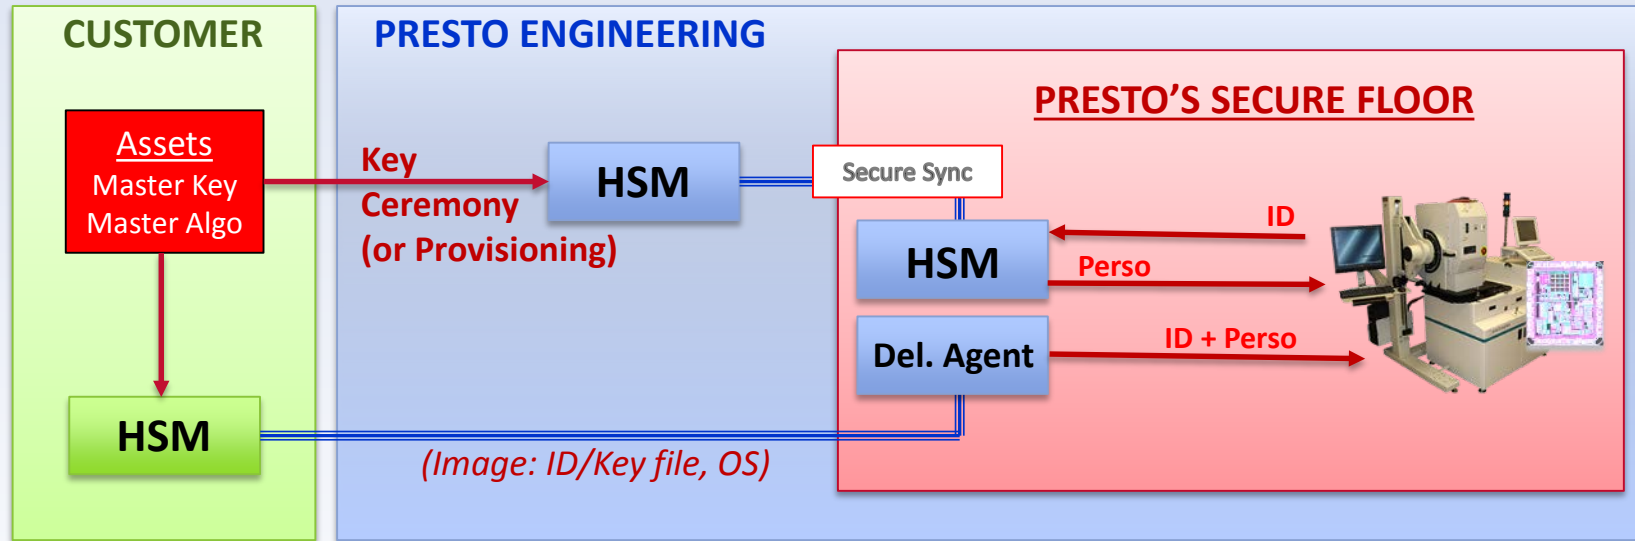 CUSTOMER
PRESTO ENGINEERING
PRESTO’S SECURE FLOOR
Assets
Master Key
Master Algo
Key
Ceremony
(or Provisioning)
HSM
Secure Sync
HSM
ID
Perso
Del. Agent
ID + Perso
HSM
(Image: ID/Key file, OS)